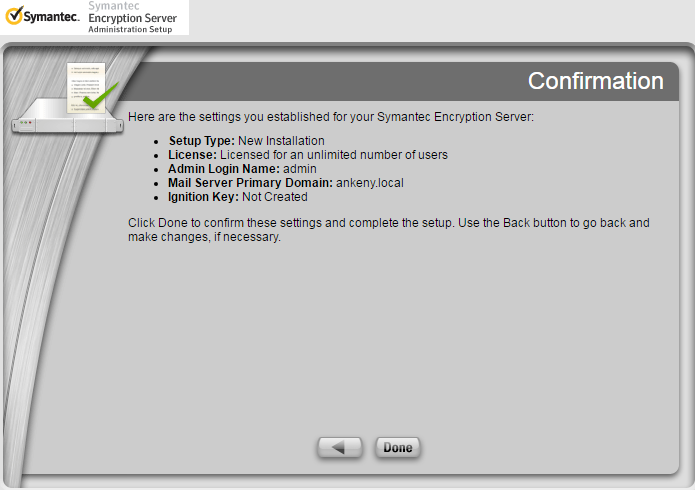 Symantec.
Symantec
Encryption Server
Administration Setup
Confirmation
Here are the settings you established for your Symantec Encryption Server:
• Setup Type: New Installation
• License: Licensed for an unlimited number of users
• Admin Login Name: admin
• Mail Server Primary Domain: ankeny.local
• Ignition Key: Not Created
Click Done to confirm these settings and complete the setup. Use the Back button to go back and
make changes, if necessary.
Done